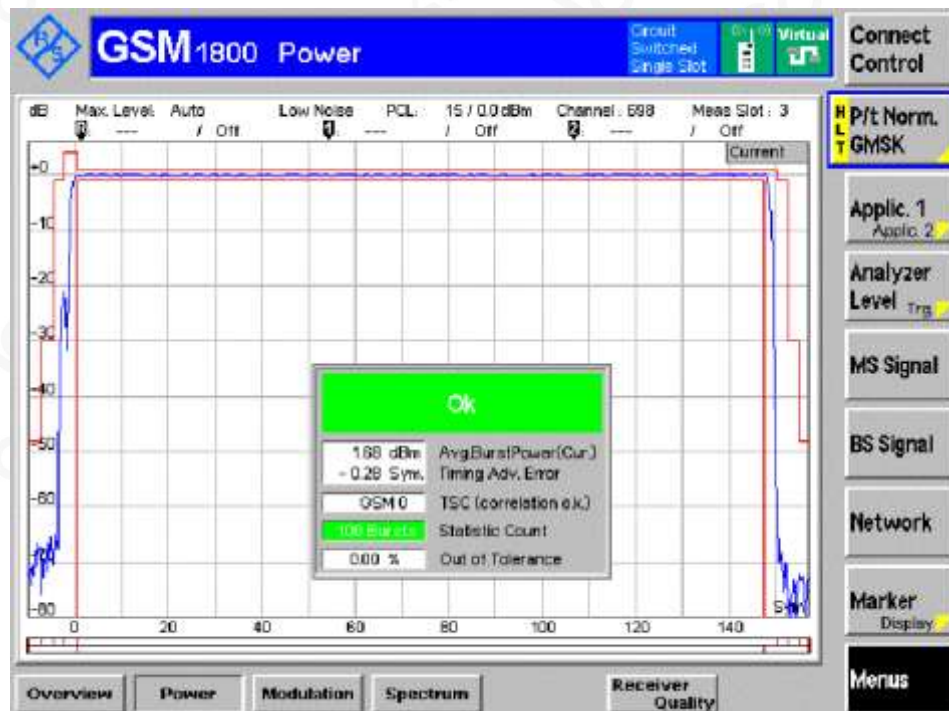 GSM 1800 Power
Circuit Switched Single Slot
Virtual
Connect Control
dB Max. Level: Auto Low Noise PCL: 15 / 0.0 dBm Channel: 698 Meas Slot: 3
--- / Off --- / Off --- / Off
Current
H L T P/t Norm. GMSK
+0
-10
-20
-30
-40
-50
-60
-80
0 20 40 60 80 100 120 140
Ok
1.68 dBm Avg.BurstPower(Cur.)
- 0.28 Sym. Timing Adv. Error
GSM 0 TSC (correlation o.k.)
100 Bursts Statistic Count
0.00 % Out of Tolerance
Applic. 1
Applic. 2
Analyzer
Level Trg.
MS Signal
BS Signal
Network
Marker
Display
Menus
Overview Power Modulation Spectrum Receiver Quality